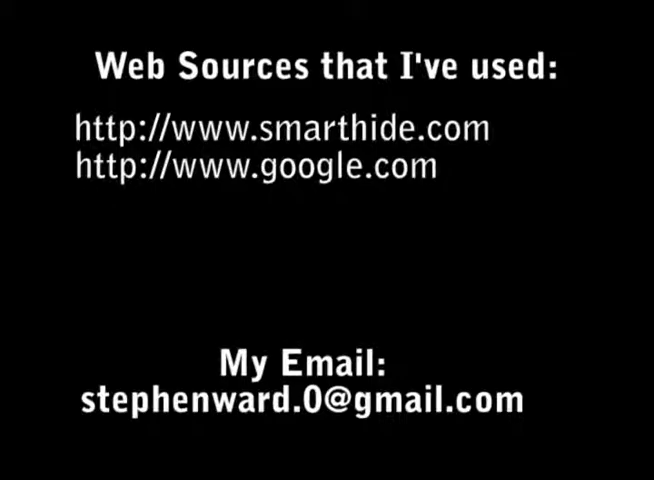 Web Sources that I've used:
http://www.smarthide.com
http://www.google.com
My Email:
stephenward.0@gmail.com